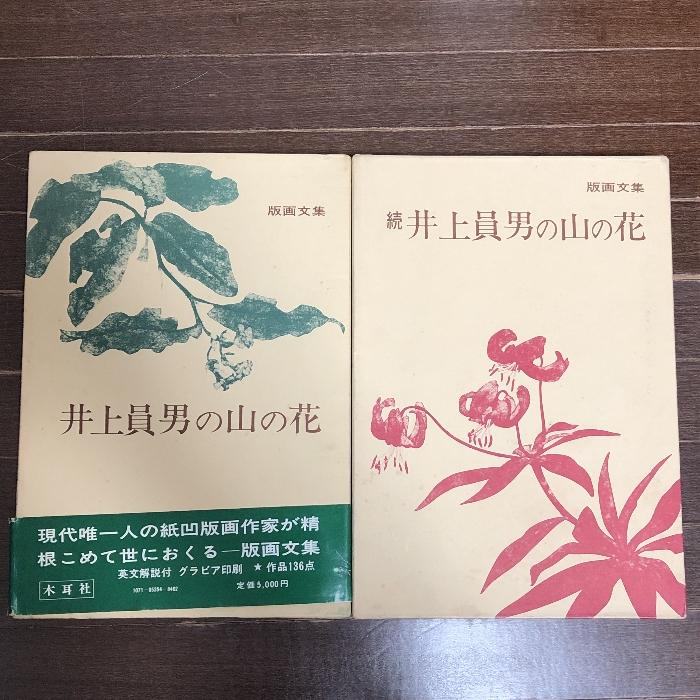 版画文集
井上員男の山の花
現代唯一人の紙凹版画作家が精
根こめて世におくる—版画文集
英文解説付 グラビア印刷 ★ 作品136点
木耳社
1071-05354-8402
定価5,000円
版画文集
続 井上員男の山の花